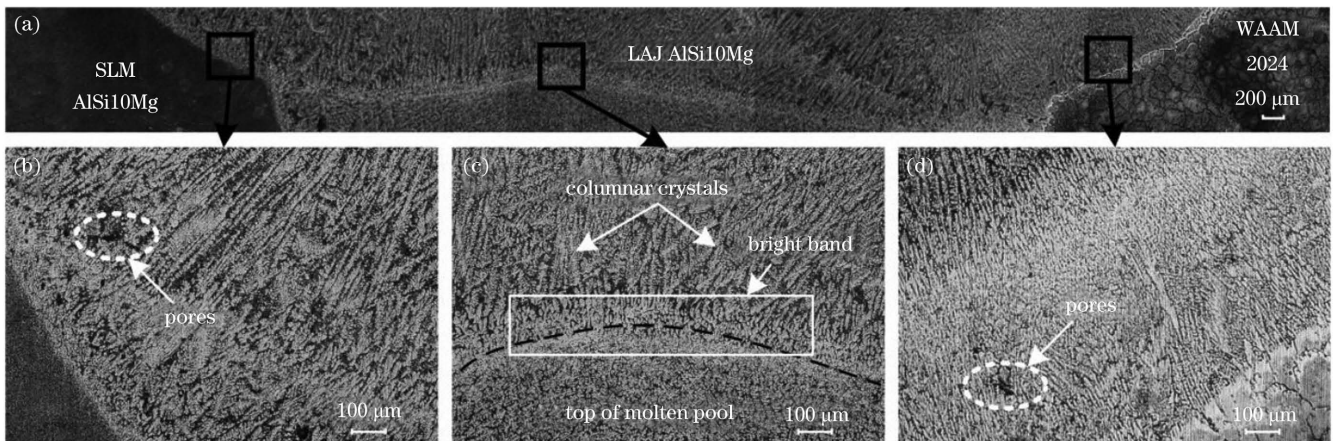 (a)
SLM
AlSi10Mg
LAJ AlSi10Mg
WAAM
2024
200 μm
(b)
pores
100 μm
(c)
columnar crystals
bright band
top of molten pool
100 μm
(d)
pores
100 μm